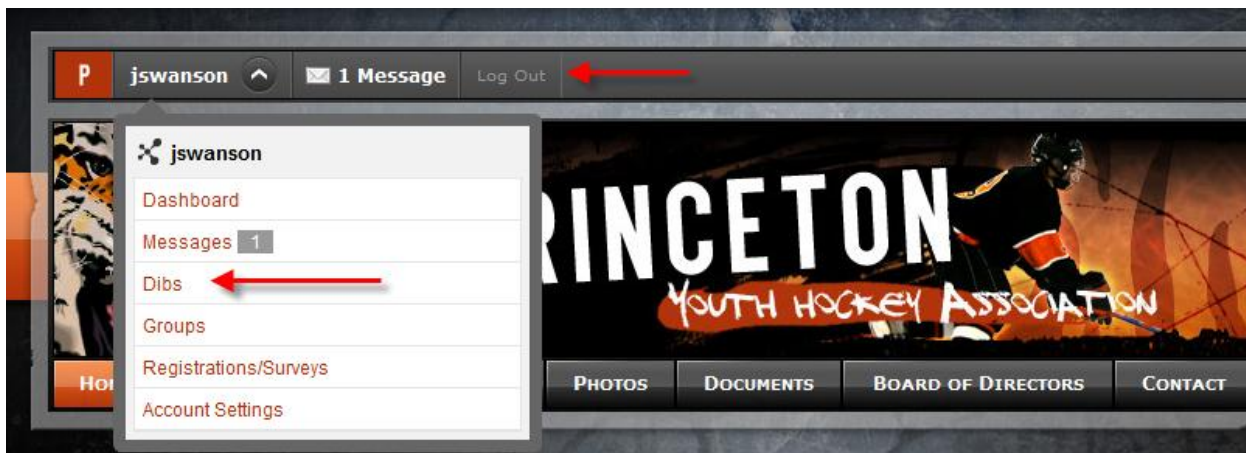 P jswanson 1 Message Log Out
jswanson
Dashboard
Messages 1
Dibs
Groups
Registrations/Surveys
Account Settings
RINCETON
YOUTH HOCKEY ASSOCIATION
HO PHOTOS DOCUMENTS BOARD OF DIRECTORS CONTACT